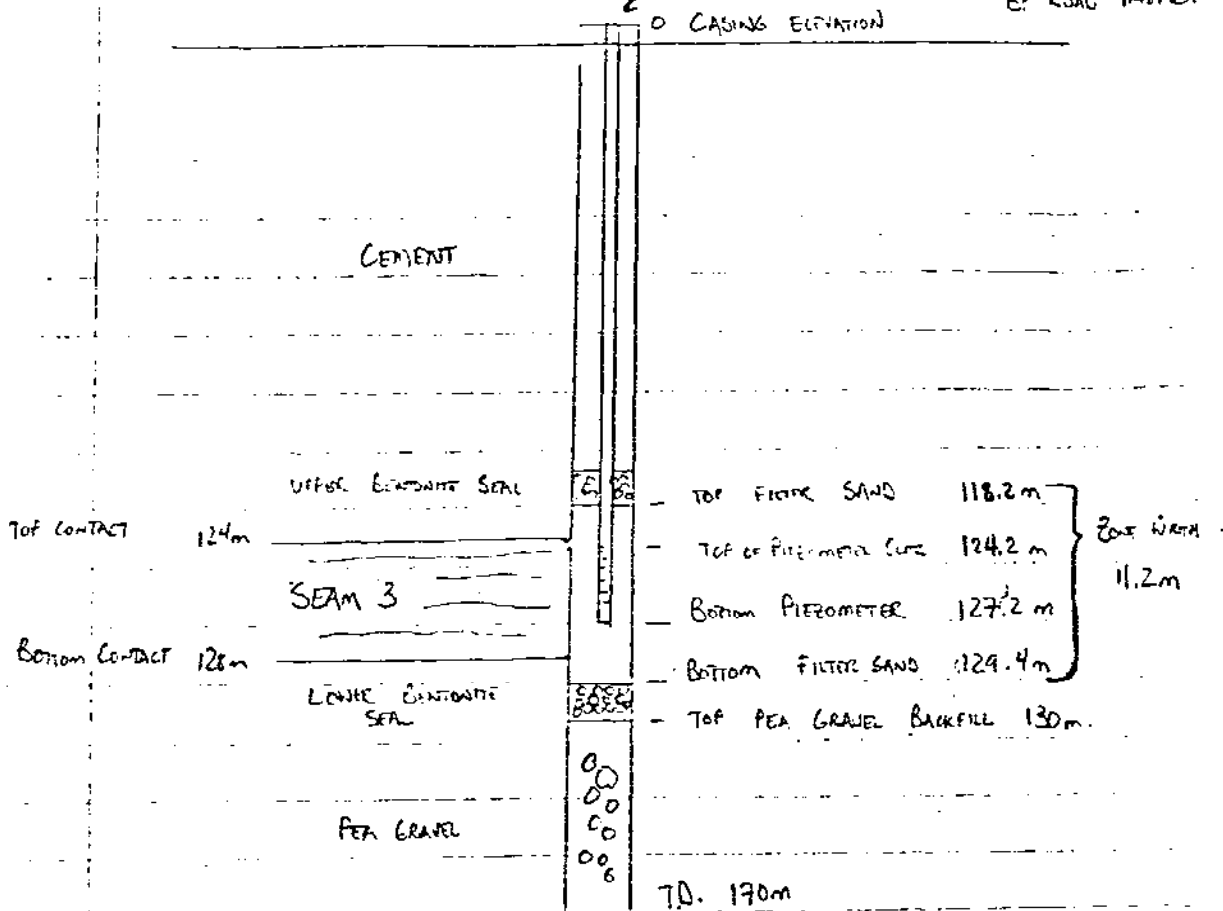 0 CASING ELEVATION
CEMENT
UPPER BENTONITE SEAL
TOP FILTER SAND 118.2m
TOP CONTACT 124m
TOP OF PIEZOMETER 124.2 m
ZONE WIDTH
11.2m
SEAM 3
BOTTOM PIEZOMETER 127.2 m
BOTTOM CONTACT 128m
BOTTOM FILTER SAND 129.4m
LOWER BENTONITE
SEAL
TOP PEA GRAVEL BACKFILL 130m.
PEA GRAVEL
T.D. 170m